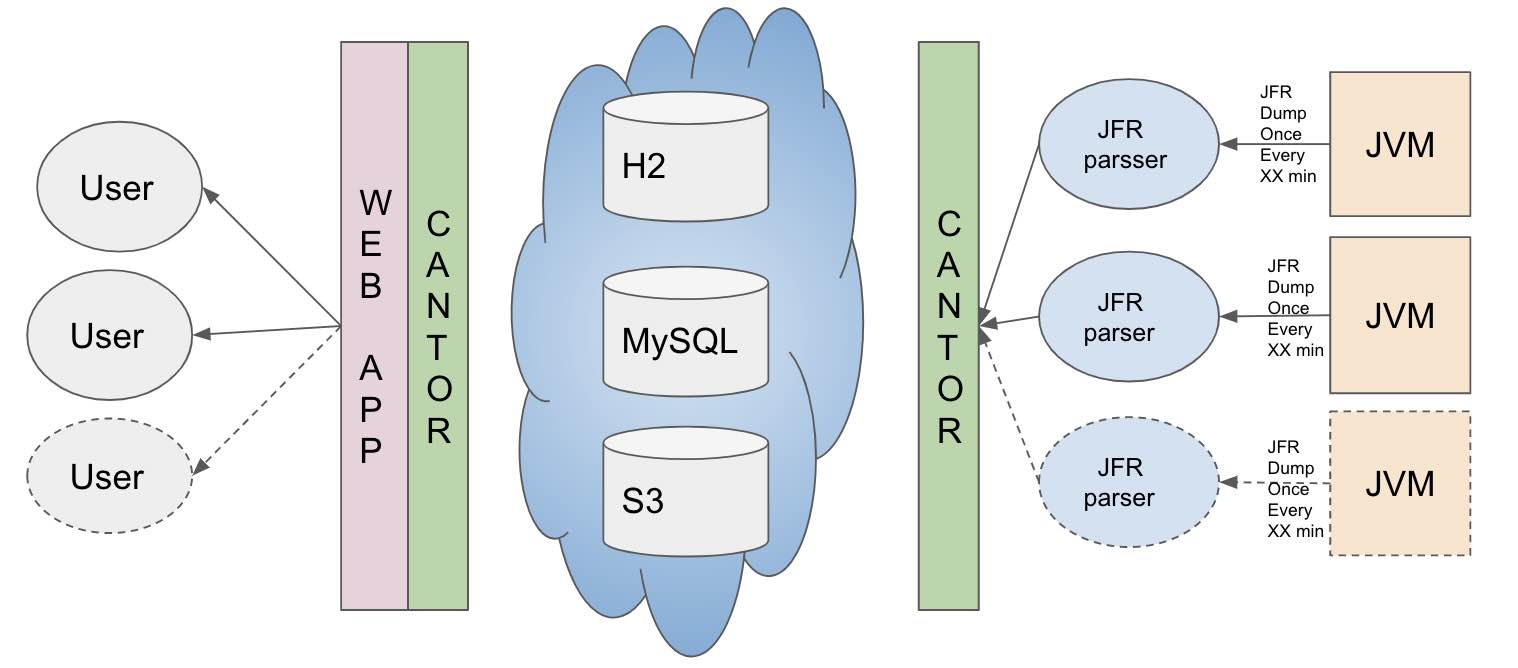 User
User
User
WEB APP
CANTOR
H2
MySQL
S3
CANTOR
JFR
parsser
JFR
parser
JFR
parser
JFR
Dump
Once
Every
XX min
JFR
Dump
Once
Every
XX min
JFR
Dump
Once
Every
XX min
JVM
JVM
JVM